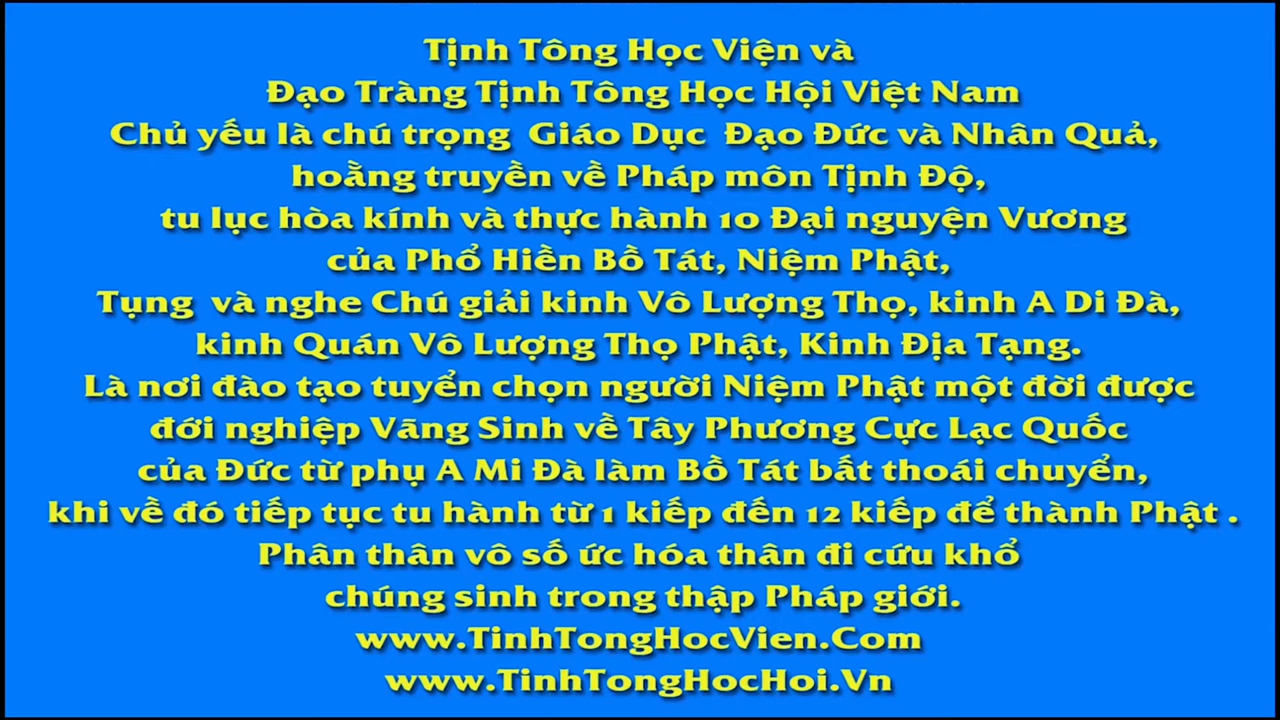 Tịnh Tông Học Viện và
Đạo Tràng Tịnh Tông Học Hội Việt Nam
Chủ yếu là chú trọng Giáo Dục Đạo Đức và Nhân Quả,
hoằng truyền về Pháp môn Tịnh Độ,
tu lục hòa kính và thực hành 10 Đại nguyện Vương
của Phổ Hiền Bồ Tát, Niệm Phật,
Tụng và nghe Chú giải kinh Vô Lượng Thọ, kinh A Di Đà,
kinh Quán Vô Lượng Thọ Phật, Kinh Địa Tạng.
Là nơi đào tạo tuyển chọn người Niệm Phật một đời được
đới nghiệp Vãng Sinh về Tây Phương Cực Lạc Quốc
của Đức từ phụ A Mi Đà làm Bồ Tát bất thoái chuyển,
khi về đó tiếp tục tu hành từ 1 kiếp đến 12 kiếp để thành Phật .
Phân thân vô số ức hóa thân đi cứu khổ
chúng sinh trong thập Pháp giới.
www.TinhTongHocVien.Com
www.TinhTongHocHoi.Vn